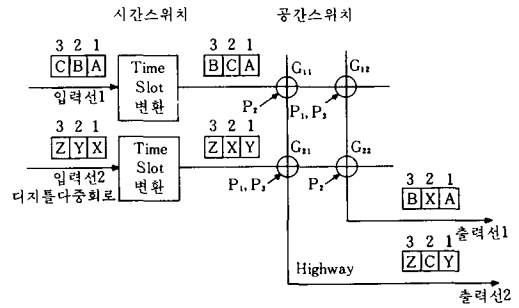 시간스위치 공간스위치
3 2 1 3 2 1
C B A Time Slot 변환 B C A G₁₁ G₁₂
입력선1 P₂ P₁, P₃
3 2 1 3 2 1
Z Y X Time Slot 변환 Z X Y G₂₁ G₂₂
입력선2 P₁, P₃ P₂
디지틀다중회로
3 2 1
B X A
출력선1
3 2 1
Highway Z C Y
출력선2